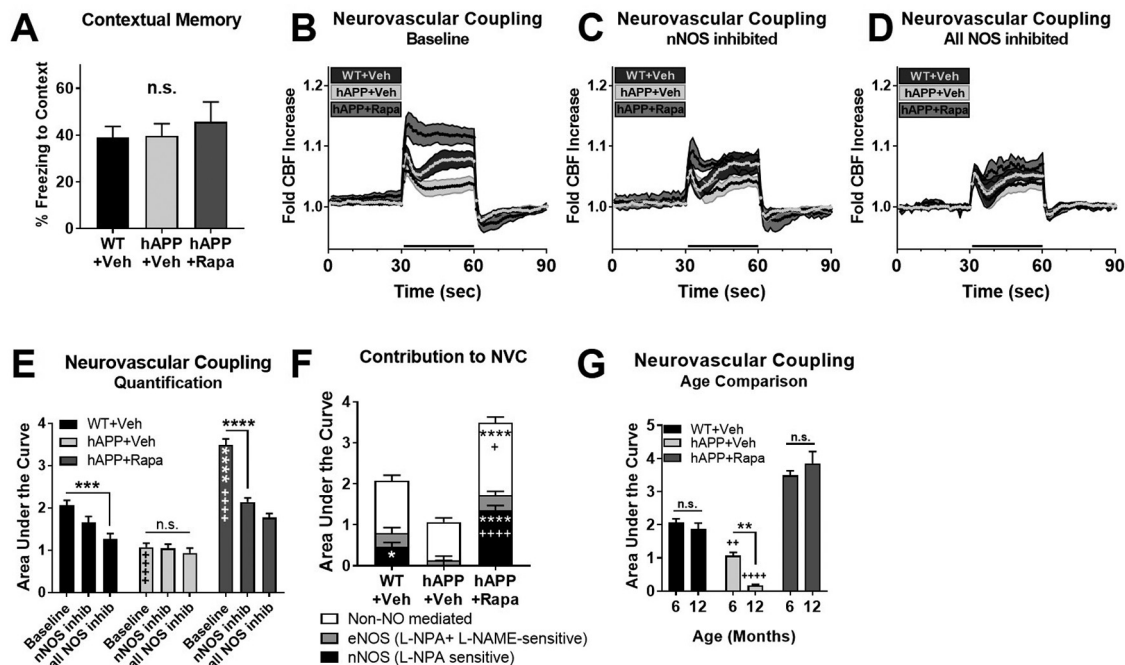 A
Contextual Memory
% Freezing to Context
60
40
20
0
n.s.
WT
+Veh
hAPP
+Veh
hAPP
+Rapa
B
Neurovascular Coupling
Baseline
WT+Veh
hAPP+Veh
hAPP+Rapa
Fold CBF Increase
1.2
1.1
1.0
0 30 60 90
Time (sec)
C
Neurovascular Coupling
nNOS inhibited
WT+Veh
hAPP+Veh
hAPP+Rapa
Fold CBF Increase
1.2
1.1
1.0
0 30 60 90
Time (sec)
D
Neurovascular Coupling
All NOS inhibited
WT+Veh
hAPP+Veh
hAPP+Rapa
Fold CBF Increase
1.2
1.1
1.0
0 30 60 90
Time (sec)
E
Neurovascular Coupling
Quantification
Area Under the Curve
4
3
2
1
0
WT+Veh
hAPP+Veh
hAPP+Rapa
***
n.s.
****
++++
**** ++++
Baseline
nNOS inhib
all NOS inhib
Baseline
nNOS inhib
all NOS inhib
Baseline
nNOS inhib
all NOS inhib
F
Contribution to NVC
Area Under the Curve
4
3
2
1
0
*
****
+
****
++++
WT
+Veh
hAPP
+Veh
hAPP
+Rapa
Non-NO mediated
eNOS (L-NPA+ L-NAME-sensitive)
nNOS (L-NPA sensitive)
G
Neurovascular Coupling
Age Comparison
Area Under the Curve
5
4
3
2
1
0
WT+Veh
hAPP+Veh
hAPP+Rapa
n.s.
n.s.
**
++
++++
6 12 6 12 6 12
Age (Months)